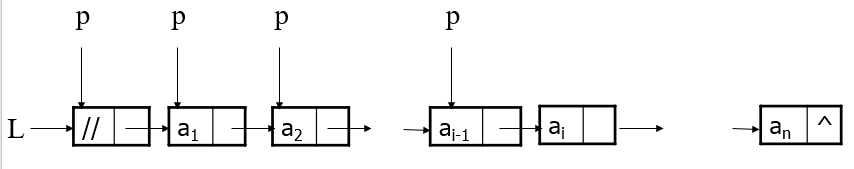 p p p p
L // a₁ a₂ aᵢ₋₁ aᵢ aₙ ^